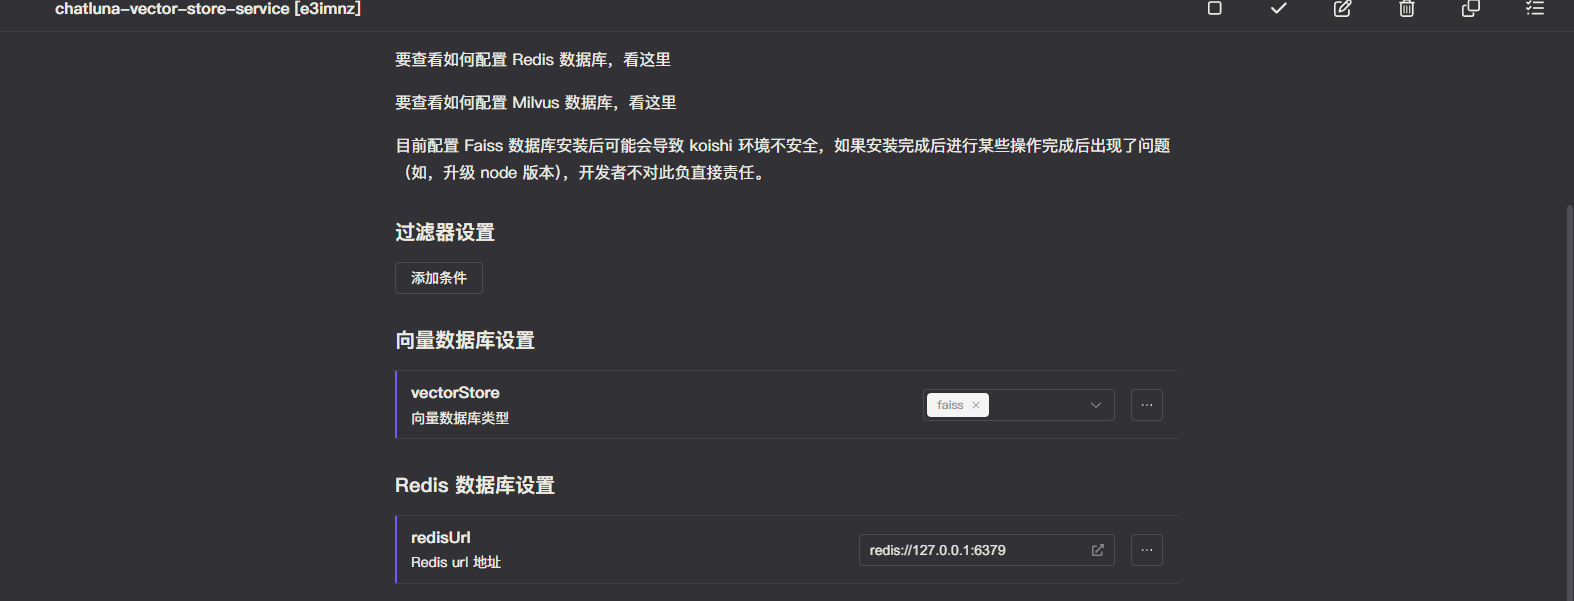 chatluna-vector-store-service [e3imnz]
要查看如何配置 Redis 数据库，看这里
要查看如何配置 Milvus 数据库，看这里
目前配置 Faiss 数据库安装后可能会导致 koishi 环境不安全，如果安装完成后进行某些操作完成后出现了问题
（如，升级 node 版本），开发者不对此负直接责任。
过滤器设置
添加条件
向量数据库设置
vectorStore
向量数据库类型
faiss
Redis 数据库设置
redisUrl
Redis url 地址
redis://127.0.0.1:6379